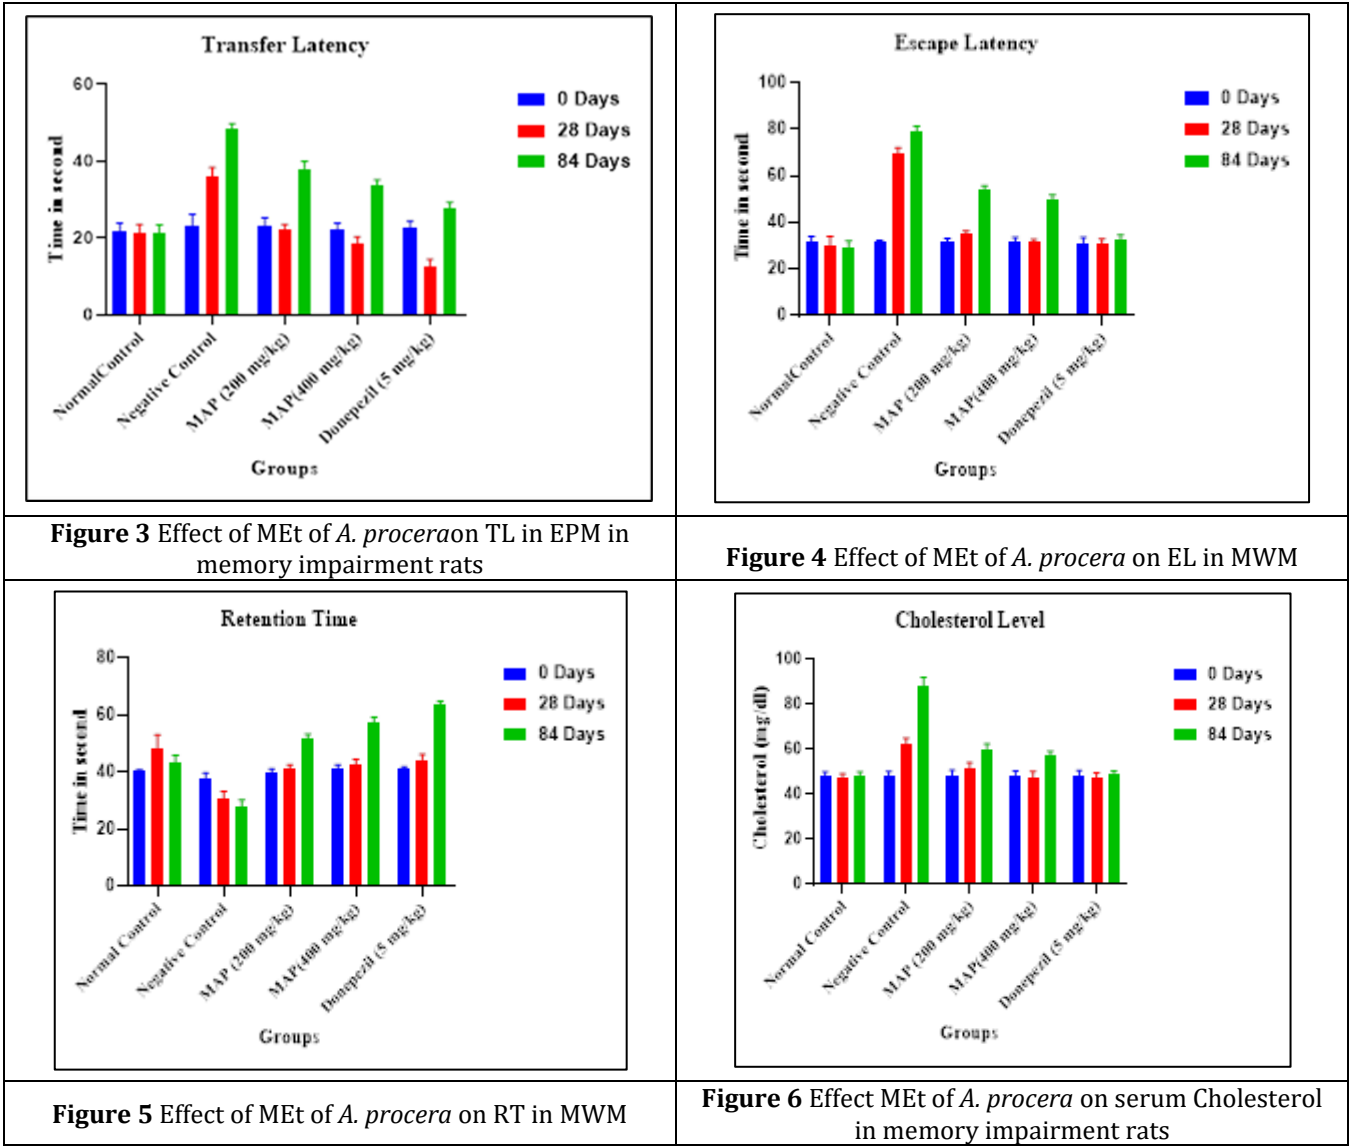 Transfer Latency
60
40
20
0
Time in second
0 Days
28 Days
84 Days
NormalControl
Negative Control
MAP (200 mg/kg)
MAP(400 mg/kg)
Donepezil (5 mg/kg)
Groups
Figure 3 Effect of MEt of A. proceraon TL in EPM in
memory impairment rats
Escape Latency
100
80
60
40
20
0
Time in second
0 Days
28 Days
84 Days
NormalControl
Negative Control
MAP (200 mg/kg)
MAP(400 mg/kg)
Donepezil (5 mg/kg)
Groups
Figure 4 Effect of MEt of A. procera on EL in MWM
Retention Time
80
60
40
20
0
Time in second
0 Days
28 Days
84 Days
Normal Control
Negative Control
MAP (200 mg/kg)
MAP(400 mg/kg)
Donepezil (5 mg/kg)
Groups
Figure 5 Effect of MEt of A. procera on RT in MWM
Cholesterol Level
100
80
60
40
20
0
Cholesterol (mg/dl)
0 Days
28 Days
84 Days
Normal Control
Negative Control
MAP (200 mg/kg)
MAP(400 mg/kg)
Donepezil (5 mg/kg)
Groups
Figure 6 Effect MEt of A. procera on serum Cholesterol
in memory impairment rats